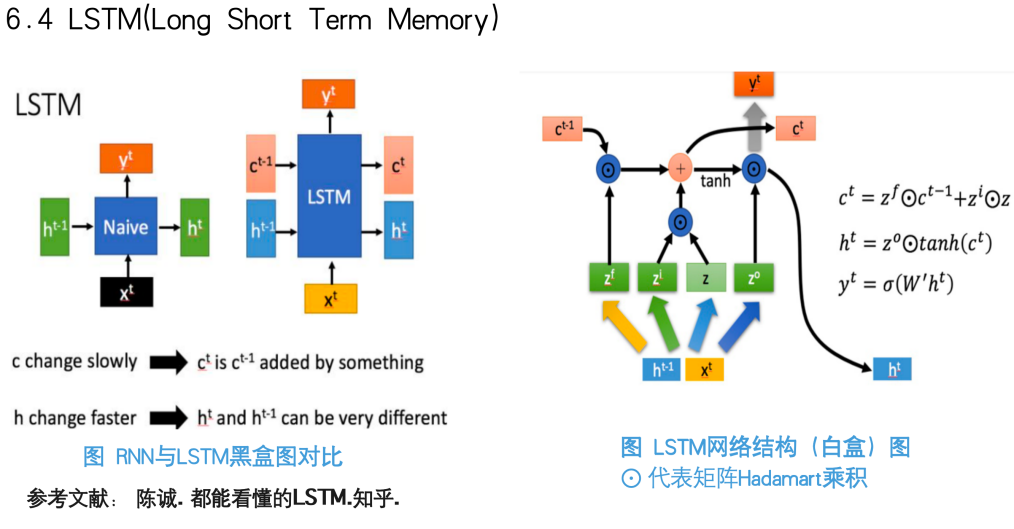 6.4 LSTM(Long Short Term Memory)
LSTM
yᵗ
hᵗ⁻¹
Naive
hᵗ
xᵗ
yᵗ
cᵗ⁻¹
cᵗ
LSTM
hᵗ⁻¹
hᵗ
xᵗ
c change slowly cᵗ is cᵗ⁻¹ added by something
h change faster hᵗ and hᵗ⁻¹ can be very different
图 RNN与LSTM黑盒图对比
参考文献： 陈诚. 都能看懂的LSTM.知乎.
yᵗ
cᵗ⁻¹
cᵗ
⊙
+
tanh
⊙
⊙
zᶠ
zⁱ
z
zᵒ
hᵗ⁻¹
xᵗ
hᵗ
cᵗ = zᶠ⊙cᵗ⁻¹+zⁱ⊙z
hᵗ = zᵒ⊙tanh(cᵗ)
yᵗ = σ(W′hᵗ)
图 LSTM网络结构（白盒）图
⊙ 代表矩阵Hadamart乘积